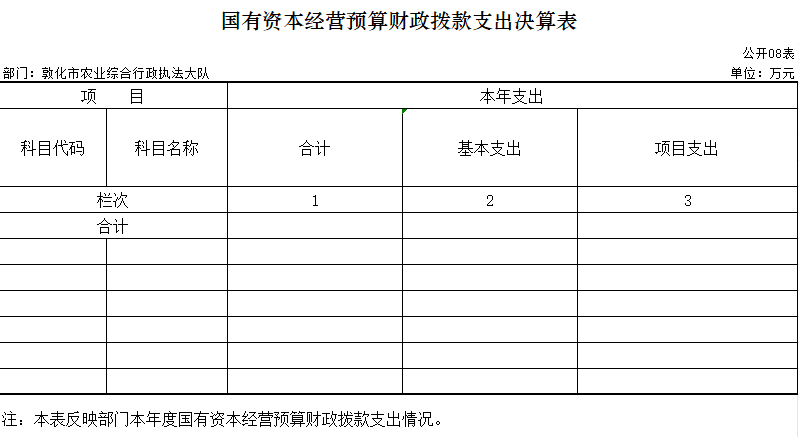 国有资本经营预算财政拨款支出决算表
公开08表
部门：敦化市农业综合行政执法大队 单位：万元
项 目 本年支出
科目代码 科目名称 合计 基本支出 项目支出
栏次 1 2 3
合计
注：本表反映部门本年度国有资本经营预算财政拨款支出情况。